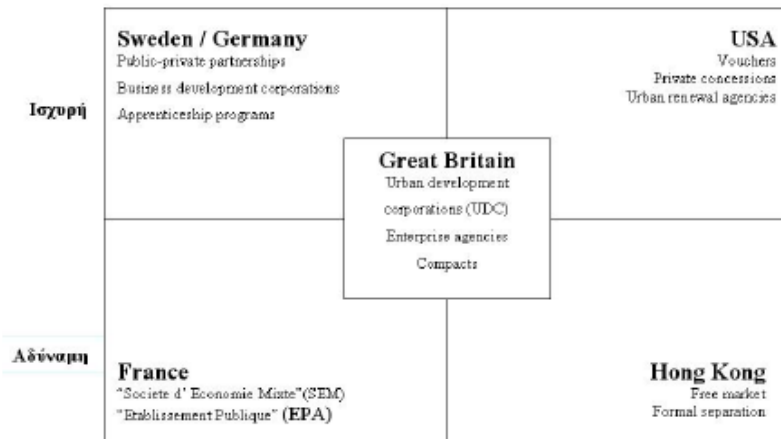 Sweden / Germany
Public-private partnerships
Business development corporations
Apprenticeship programs
USA
Vouchers
Private concessions
Urban renewal agencies
Ισχυρή
Great Britain
Urban development
corporations (UDC)
Enterprise agencies
Compacts
Αδύναμη
France
"Societe d' Economie Mixte"(SEM)
"Etablissement Publique" (EPA)
Hong Kong
Free market
Formal separation